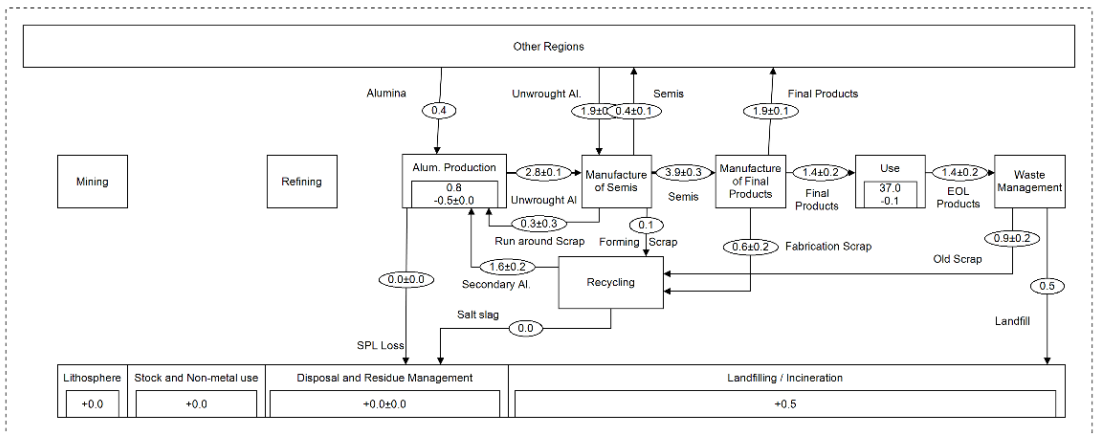 Other Regions
Alumina
Unwrought Al.
Semis
Final Products
0.4
1.9±0
0.4±0.1
1.9±0.1
Mining
Refining
Alum. Production
0.8
-0.5±0.0
2.8±0.1
Unwrought Al
Manufacture
of Semis
3.9±0.3
Semis
Manufacture
of Final
Products
1.4±0.2
Final
Products
Use
37.0
-0.1
1.4±0.2
EOL
Products
Waste
Management
0.3±0.3
Run around Scrap
0.1
Forming Scrap
0.6±0.2
Fabrication Scrap
0.9±0.2
Old Scrap
1.6±0.2
Secondary Al.
Recycling
0.0±0.0
0.5
Salt slag
0.0
Landfill
SPL Loss
Lithosphere
+0.0
Stock and Non-metal use
+0.0
Disposal and Residue Management
+0.0±0.0
Landfilling / Incineration
+0.5